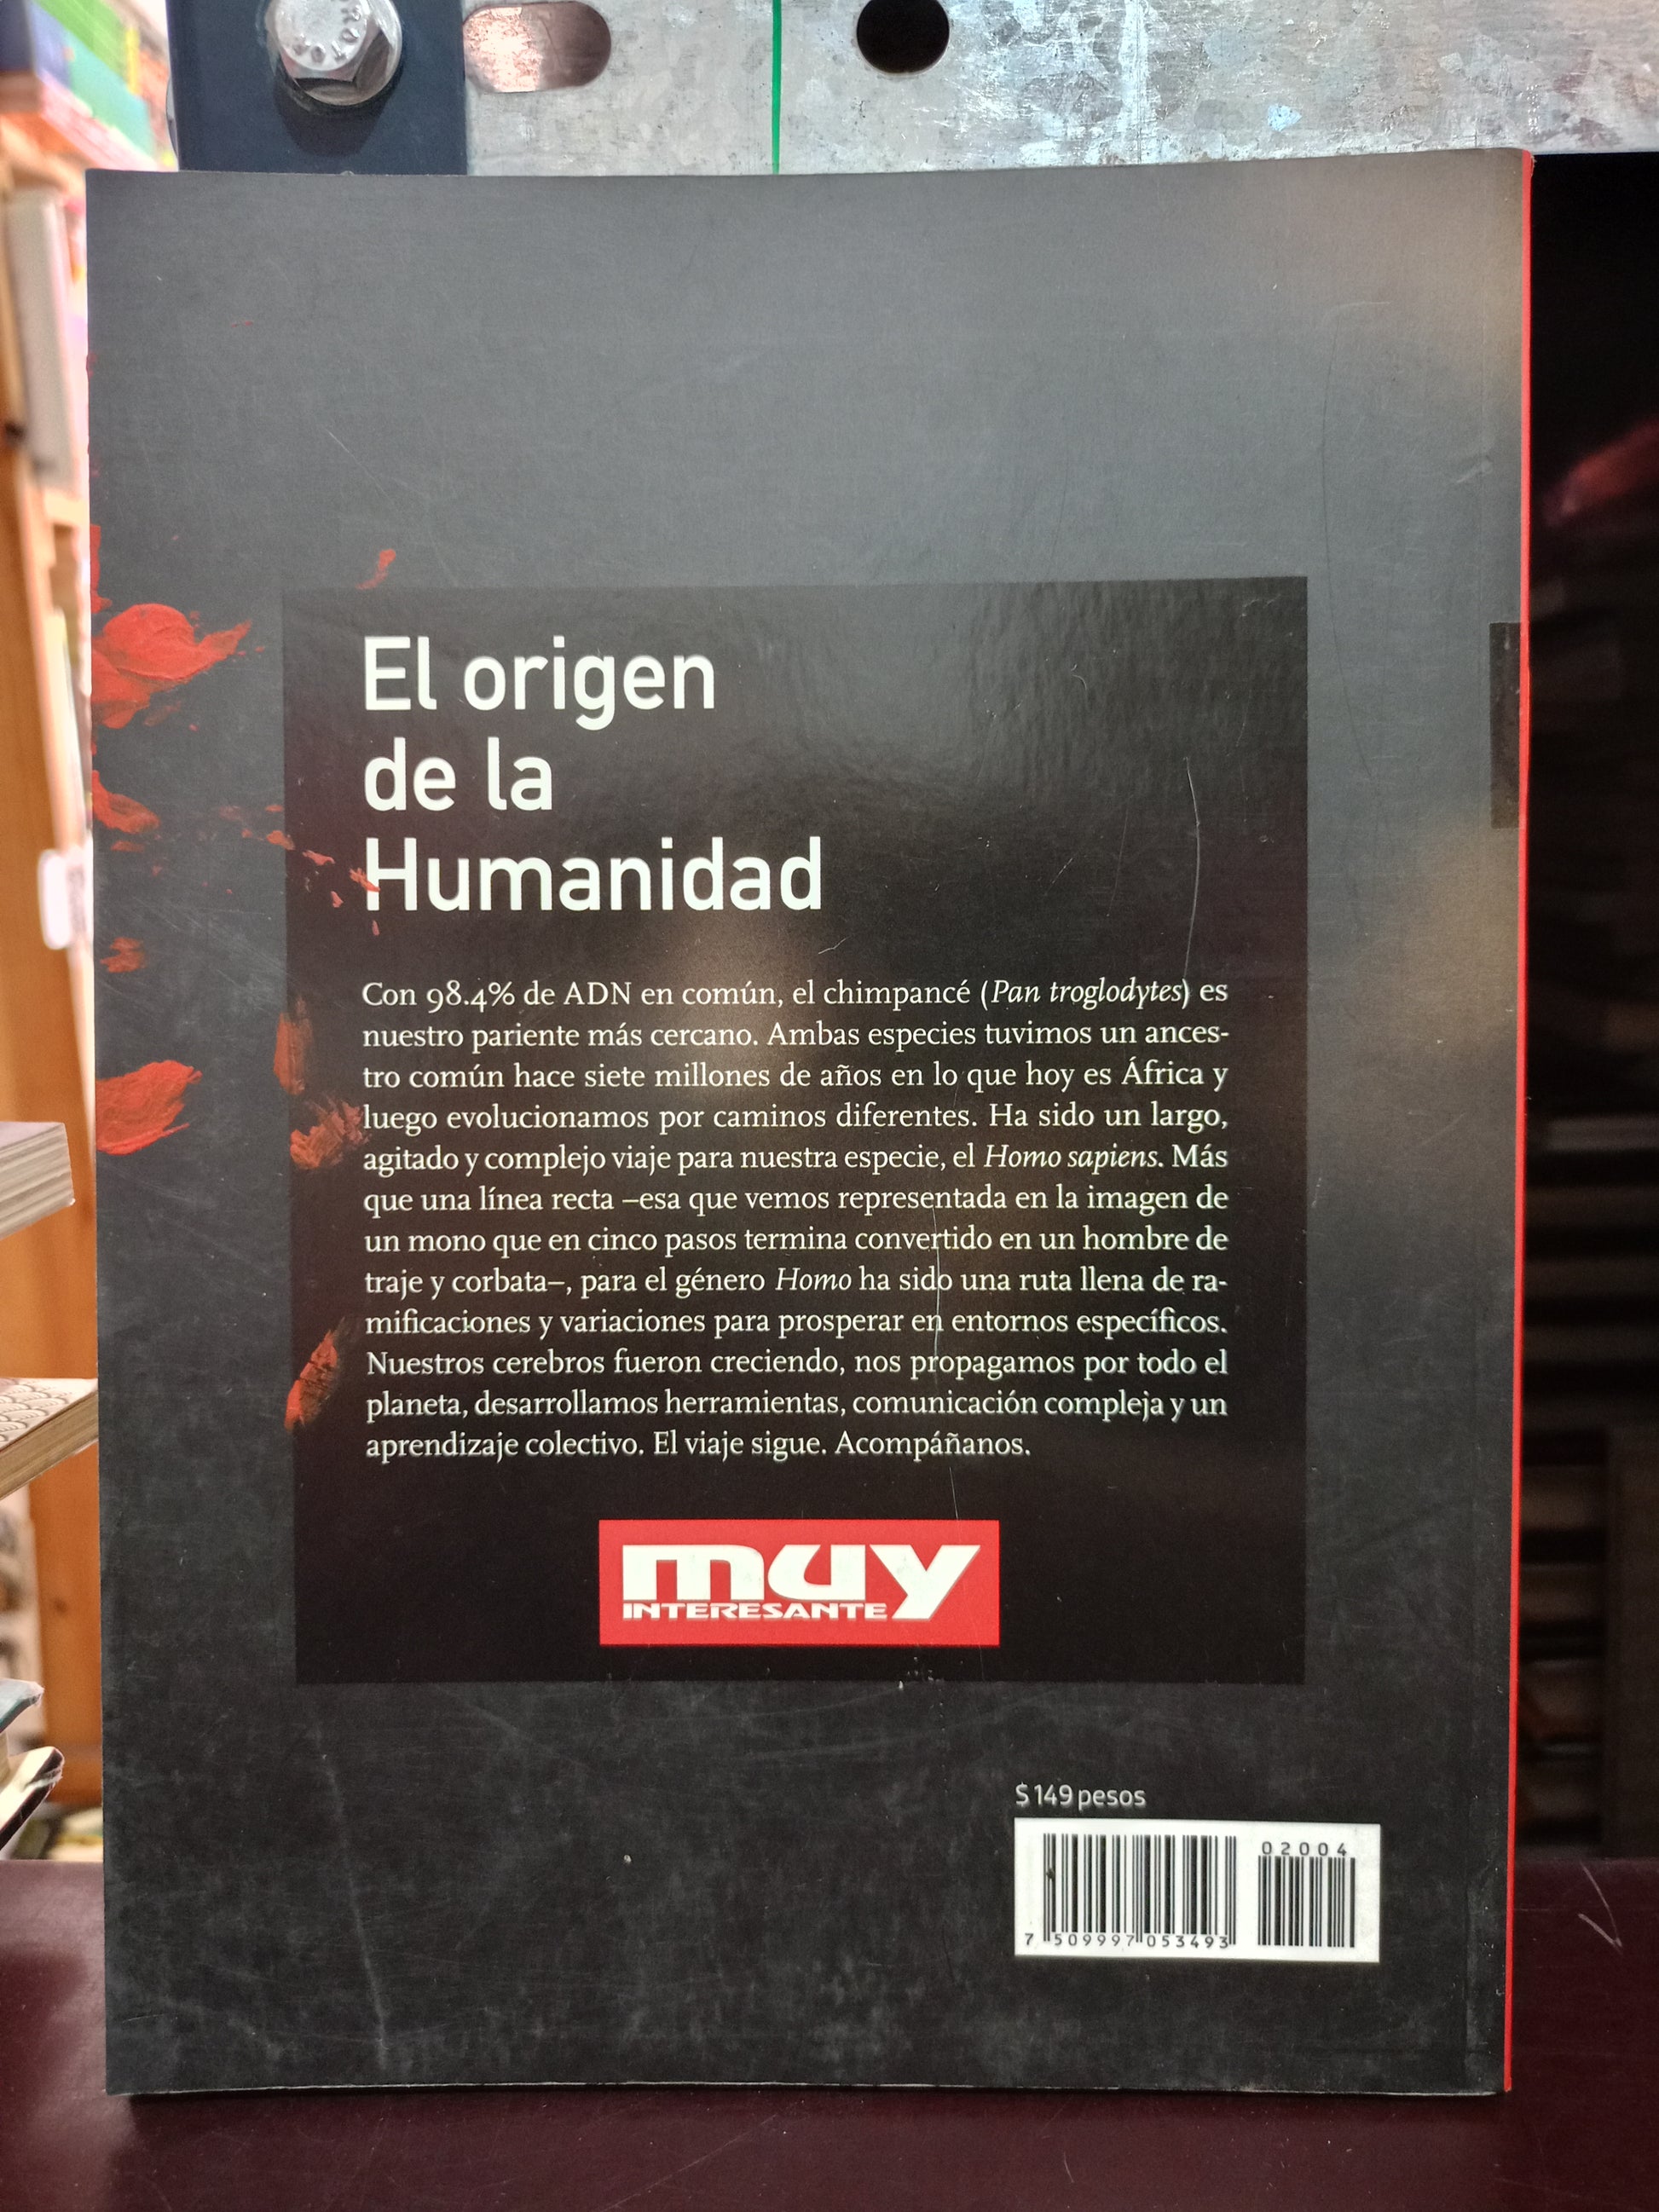 El origen
de la
Humanidad
Con 98.4% de ADN en común, el chimpancé (Pan troglodytes) es
nuestro pariente más cercano. Ambas especies tuvimos un ances-
tro común hace siete millones de años en lo que hoy es África y
luego evolucionamos por caminos diferentes. Ha sido un largo,
agitado y complejo viaje para nuestra especie, el Homo sapiens. Más
que una línea recta –esa que vemos representada en la imagen de
un mono que en cinco pasos termina convertido en un hombre de
traje y corbata–, para el género Homo ha sido una ruta llena de ra-
mificaciones y variaciones para prosperar en entornos específicos.
Nuestros cerebros fueron creciendo, nos propagamos por todo el
planeta, desarrollamos herramientas, comunicación compleja y un
aprendizaje colectivo. El viaje sigue. Acompáñanos.
muy
INTERESANTE
$149 pesos
02004
7 509997 053493